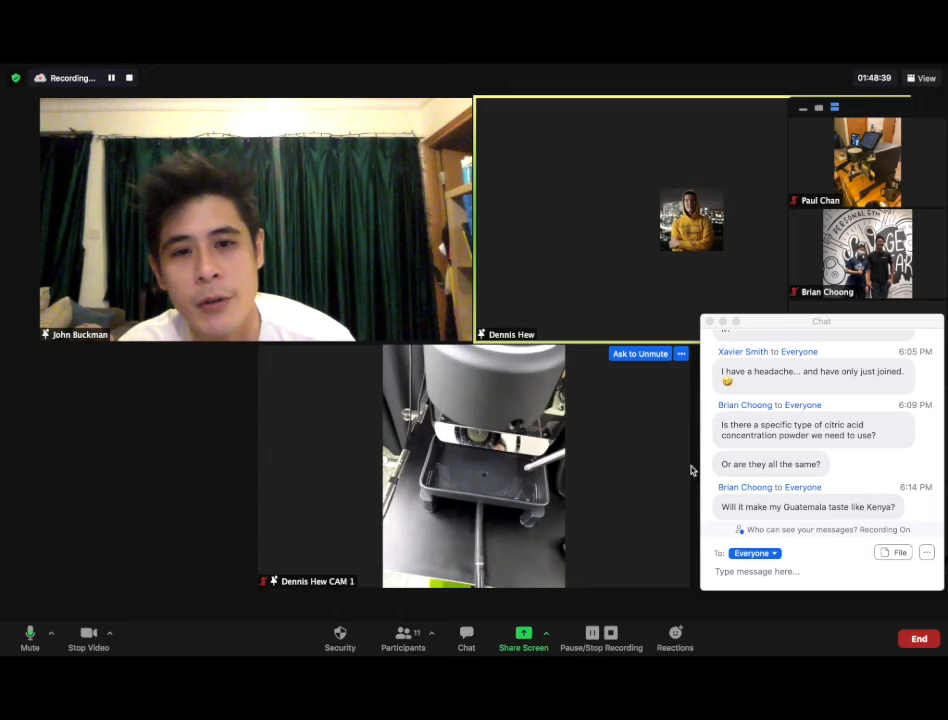 Recording...
01:48:39
View
John Buckman
Dennis Hew
Paul Chan
PERSONAL GYM
Brian Choong
Ask to Unmute
Dennis Hew CAM 1
Chat
Xavier Smith to Everyone 6:05 PM
I have a headache... and have only just joined.
🤣
Brian Choong to Everyone 6:09 PM
Is there a specific type of citric acid
concentration powder we need to use?
Or are they all the same?
Brian Choong to Everyone 6:14 PM
Will it make my Guatemala taste like Kenya?
Who can see your messages? Recording On
To: Everyone
File
Type message here...
Mute
Stop Video
Security
Participants 11
Chat
Share Screen
Pause/Stop Recording
Reactions
End